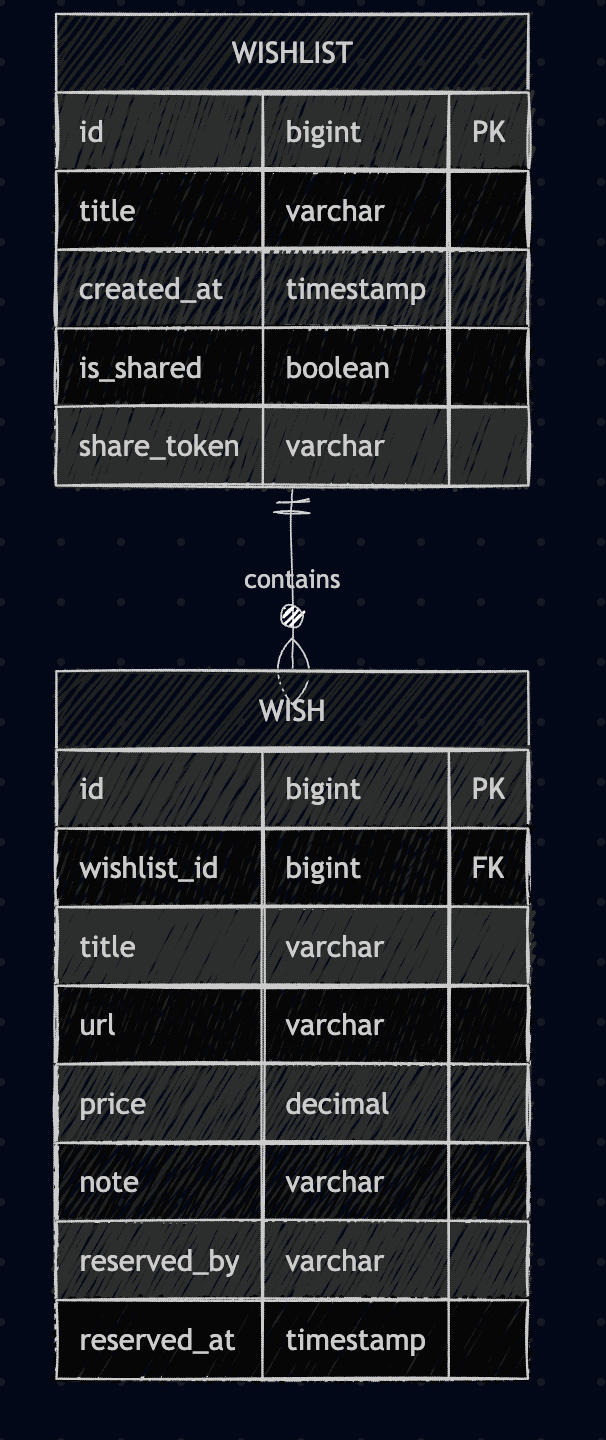 WISHLIST
id bigint PK
title varchar
created_at timestamp
is_shared boolean
share_token varchar
contains
WISH
id bigint PK
wishlist_id bigint FK
title varchar
url varchar
price decimal
note varchar
reserved_by varchar
reserved_at timestamp